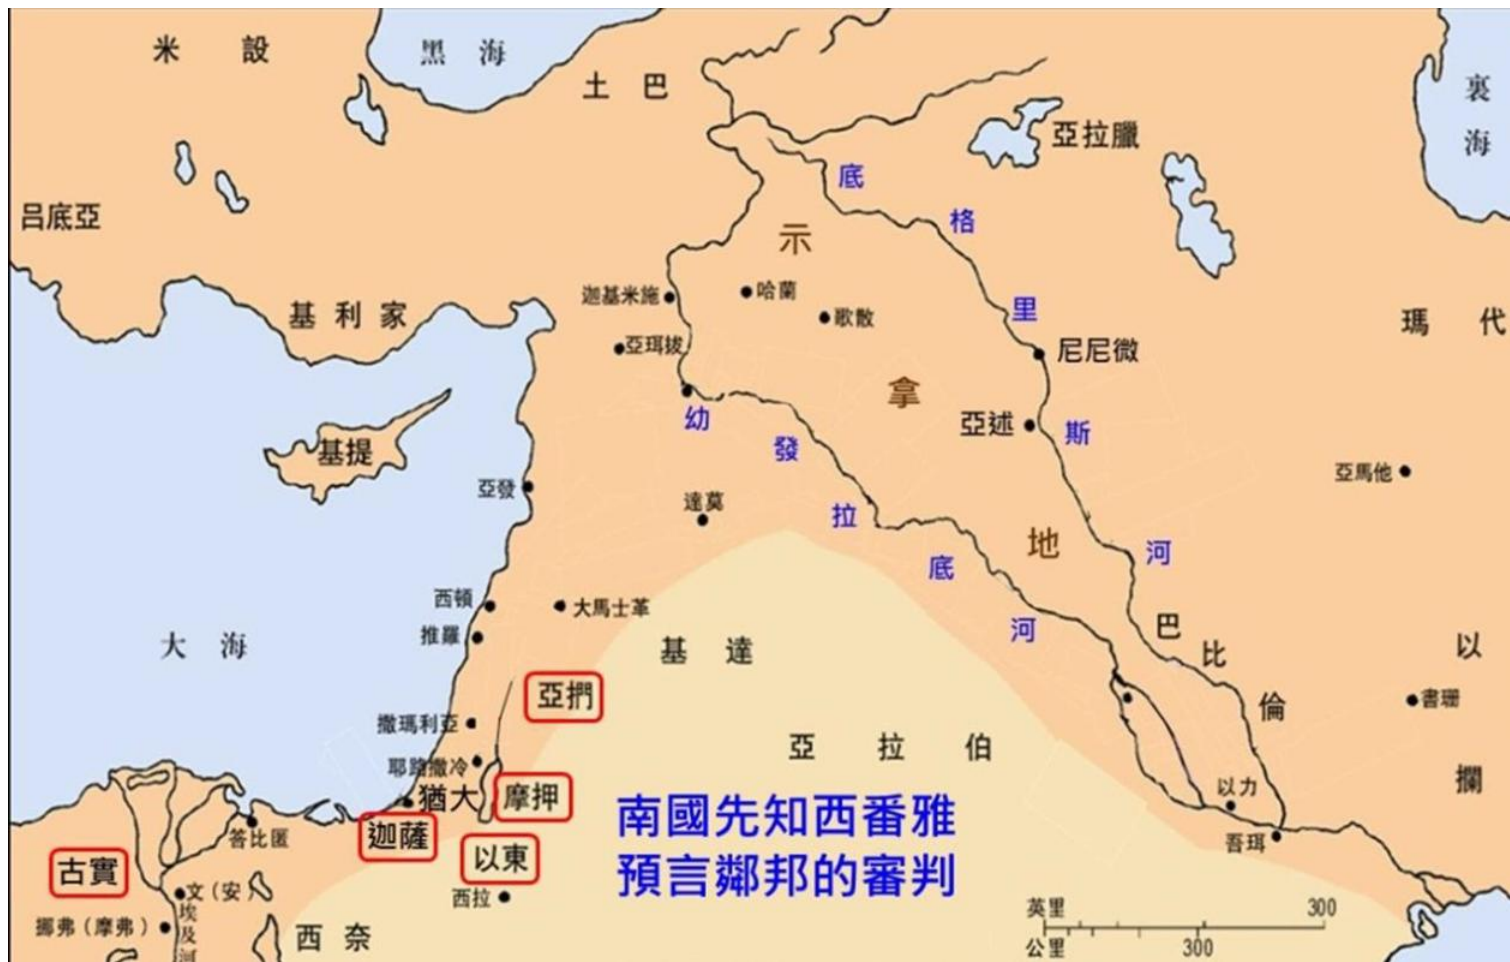 米設
黑海
土巴
裏海
亞拉臘
底格里斯河
呂底亞
示拿地
迦基米施
哈蘭
歌散
基利家
瑪代
亞珥拔
尼尼微
幼發拉底河
亞述
基提
亞馬他
亞發
達莫
西頓
大馬士革
推羅
大海
基達
巴比倫
以攔
亞捫
書珊
撒瑪利亞
亞拉伯
耶路撒冷
猶大
摩押
以力
南國先知西番雅
預言鄰邦的審判
迦薩
答比匿
吾珥
以東
古實
文(安)
西拉
挪弗(摩弗)
埃及河
西奈
英里
300
公里
300